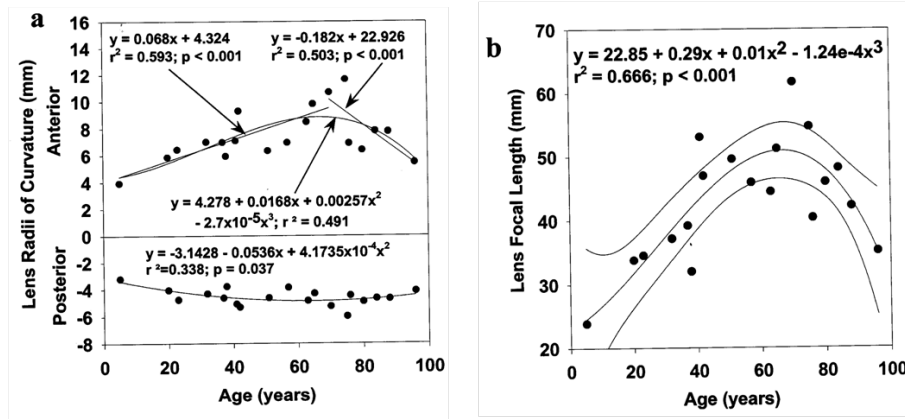 a
y = 0.068x + 4.324
r² = 0.593; p < 0.001
y = -0.182x + 22.926
r² = 0.503; p < 0.001
y = 4.278 + 0.0168x + 0.00257x²
- 2.7x10⁻⁵x³; r² = 0.491
y = -3.1428 - 0.0536x + 4.1735x10⁻⁴x²
r²=0.338; p = 0.037
Lens Radii of Curvature (mm)
Posterior Anterior
16
14
12
10
8
6
4
2
0
-2
-4
-6
-8
0 20 40 60 80 100
Age (years)
b
y = 22.85 + 0.29x + 0.01x² - 1.24e-4x³
r² = 0.666; p < 0.001
Lens Focal Length (mm)
70
60
50
40
30
20
0 20 40 60 80 100
Age (years)